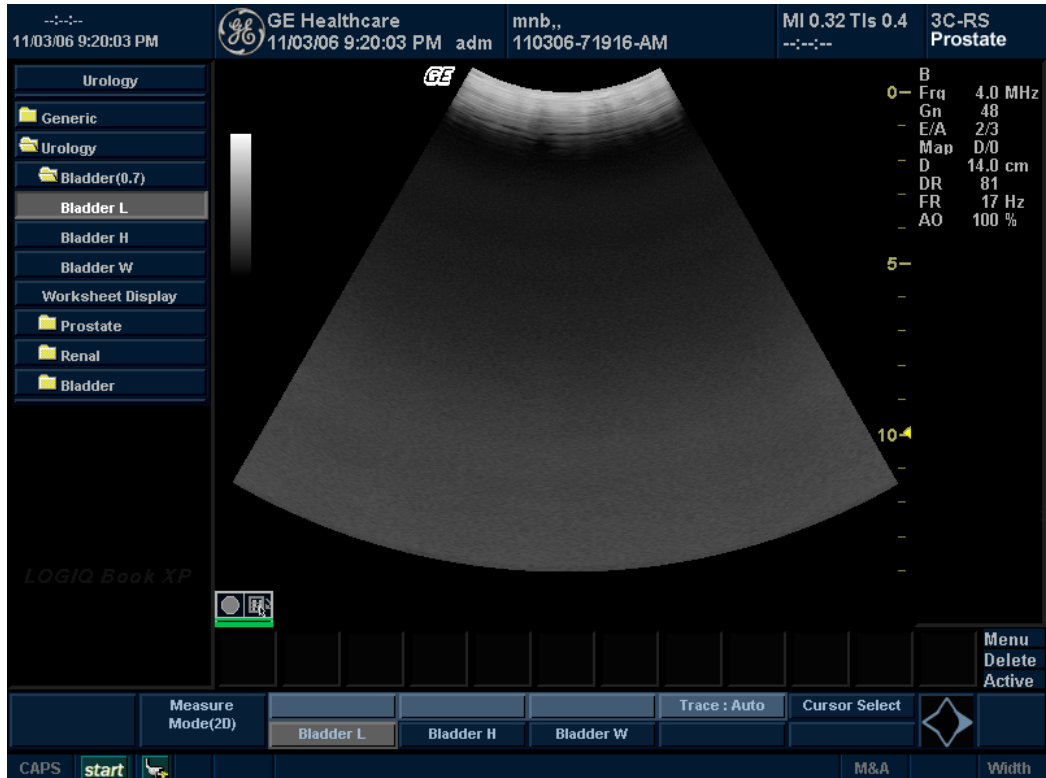 --:--:--
11/03/06 9:20:03 PM
GE
GE Healthcare
11/03/06 9:20:03 PM adm
mnb,,
110306-71916-AM
MI 0.32 TIs 0.4
--:--:--
3C-RS
Prostate
Urology
Generic
Urology
Bladder(0.7)
Bladder L
Bladder H
Bladder W
Worksheet Display
Prostate
Renal
Bladder
LOGIQ Book XP
GE
0
5
10
B
Frq 4.0 MHz
Gn 48
E/A 2/3
Map D/0
D 14.0 cm
DR 81
FR 17 Hz
AO 100 %
Menu
Delete
Active
Measure
Mode(2D)
Trace : Auto
Cursor Select
Bladder L
Bladder H
Bladder W
CAPS
start
M&A
Width